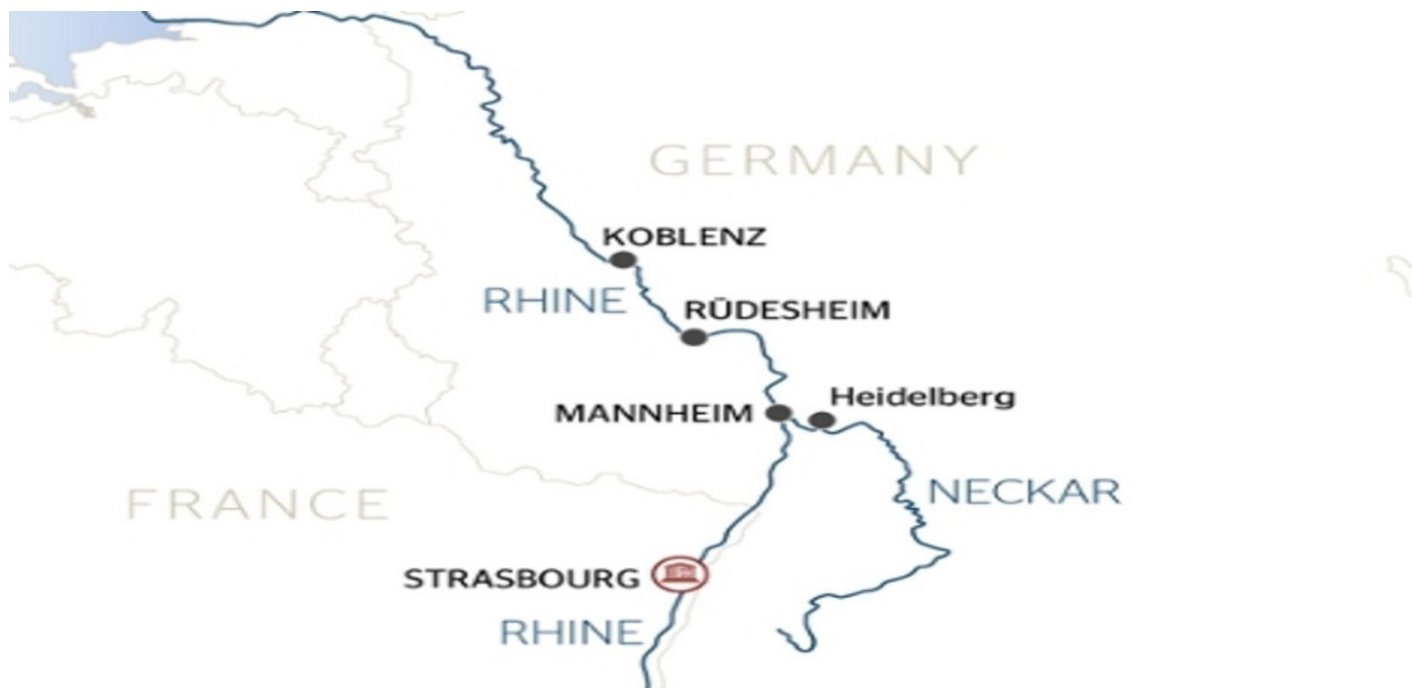 GERMANY
KOBLENZ
RHINE
RÜDESHEIM
Heidelberg
MANNHEIM
NECKAR
FRANCE
STRASBOURG
RHINE